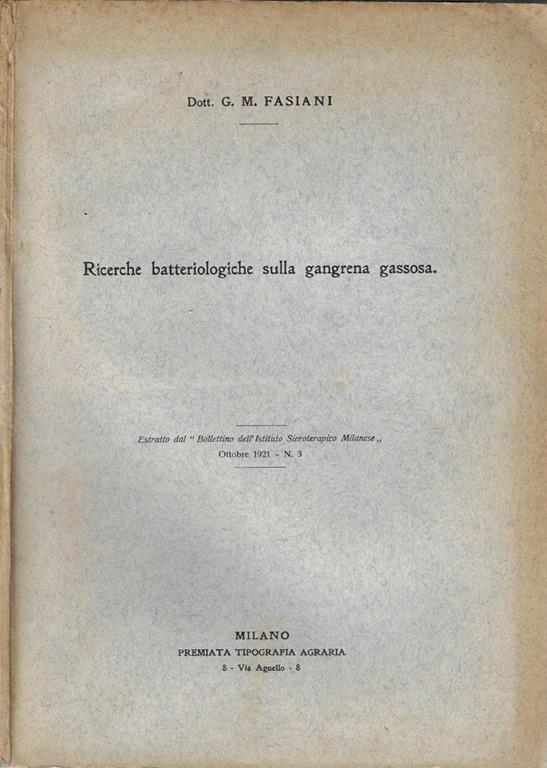 Dott. G. M. FASIANI
Ricerche batteriologiche sulla gangrena gassosa.
Estratto dal " Bollettino dell' Istituto Sieroterapico Milanese „
Ottobre 1921 - N. 3
MILANO
PREMIATA TIPOGRAFIA AGRARIA
8 - Via Agnello - 8